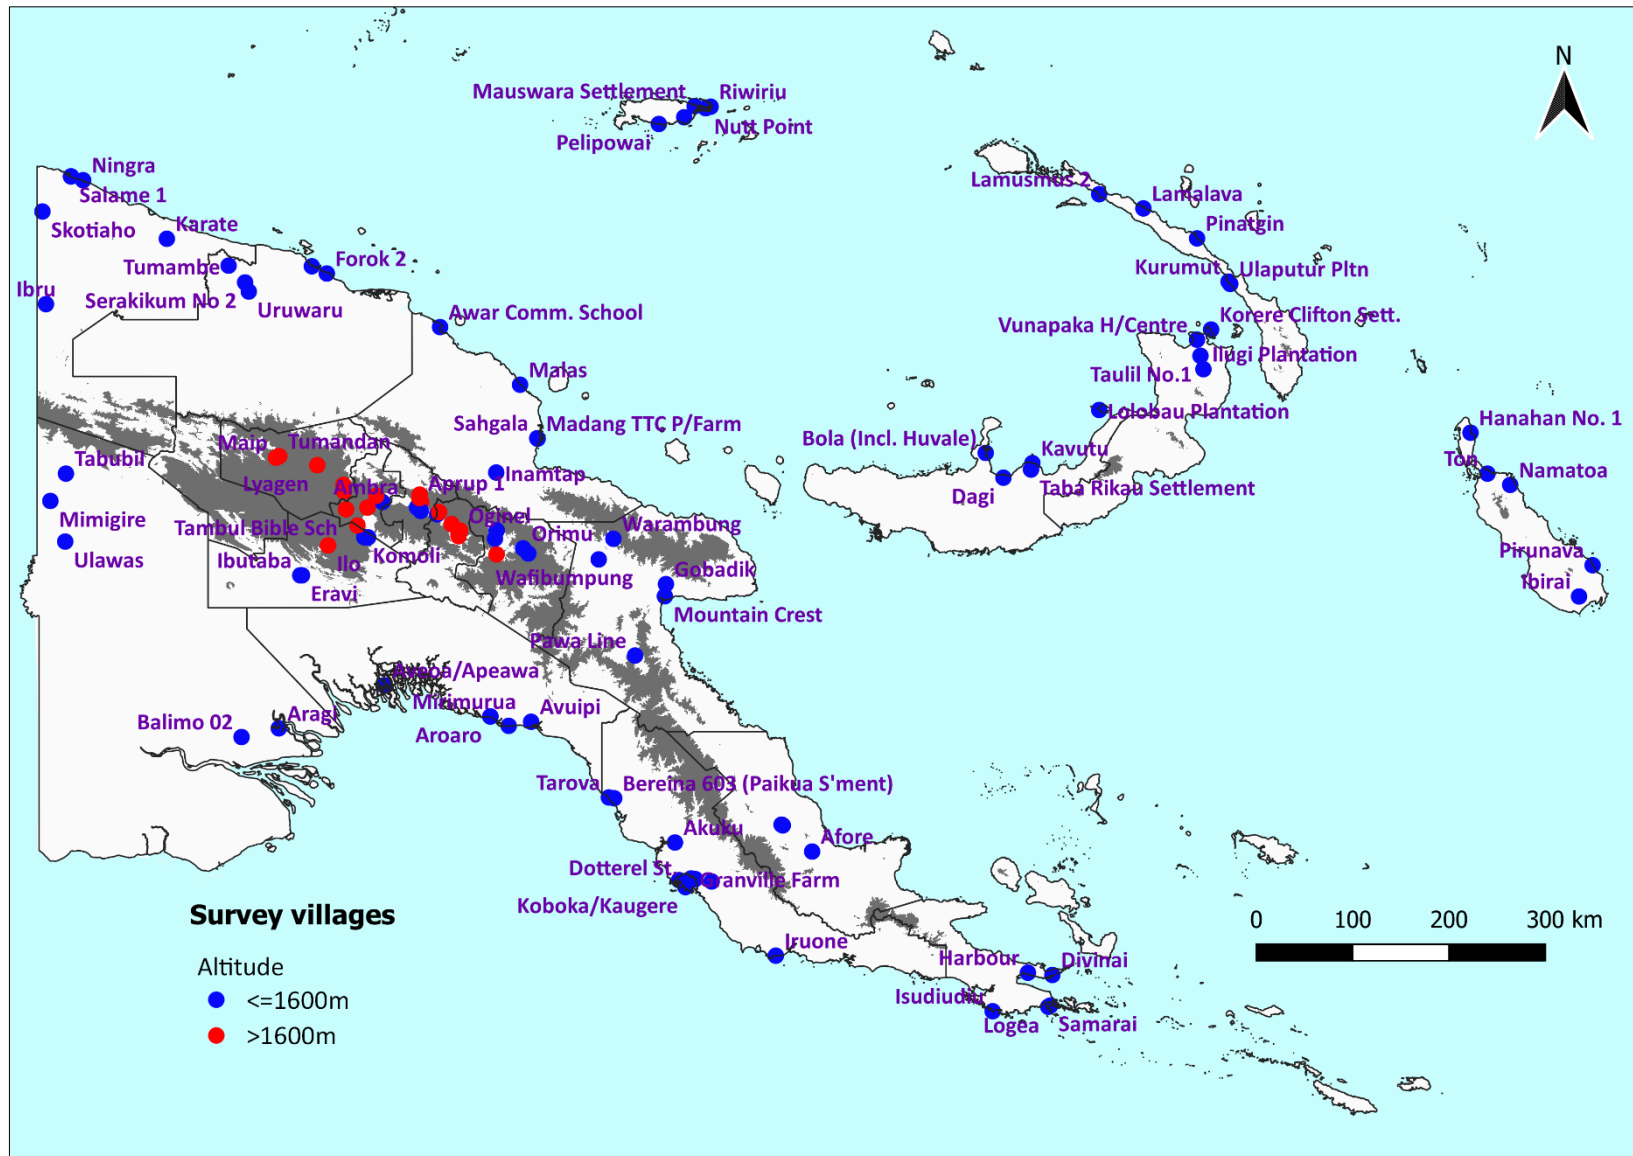 N
Mauswara Settlement
Riwiriu
Nutt Point
Pelipowai
Ningra
Salame 1
Skotiaho
Karate
Lamusmus 2
Lamalava
Pinatgin
Tumambe
Forok 2
Kurumut
Ulaputur Pltn
Ibru
Serakikum No 2
Uruwaru
Awar Comm. School
Vunapaka H/Centre
Korere Clifton Sett.
Ilugi Plantation
Malas
Taulil No.1
Lolobau Plantation
Sahgala
Madang TTC P/Farm
Hanahan No. 1
Maip
Tumandan
Bola (Incl. Huvale)
Kavutu
Tabubil
Inamtap
Ton
Namatoa
Lyagen
Ambra
Aprup 1
Dagi
Taba Rikau Settlement
Mimigire
Tambul Bible Sch
Oginel
Orimu
Warambung
Ulawas
Ibutaba
Ilo
Komoli
Wafibumpung
Gobadik
Pirunava
Ibirai
Eravi
Mountain Crest
Pawa Line
Apeawa
Mirimurua
Balimo 02
Aragi
Aroaro
Avuipi
Tarova
Bereina 603 (Paikua S'ment)
Akuku
Afore
Dotterel St.
Granville Farm
Koboka/Kaugere
Survey villages
0 100 200 300 km
Iruone
Harbour
Divinai
Altitude
<=1600m
>1600m
Isudiudiu
Logea
Samarai